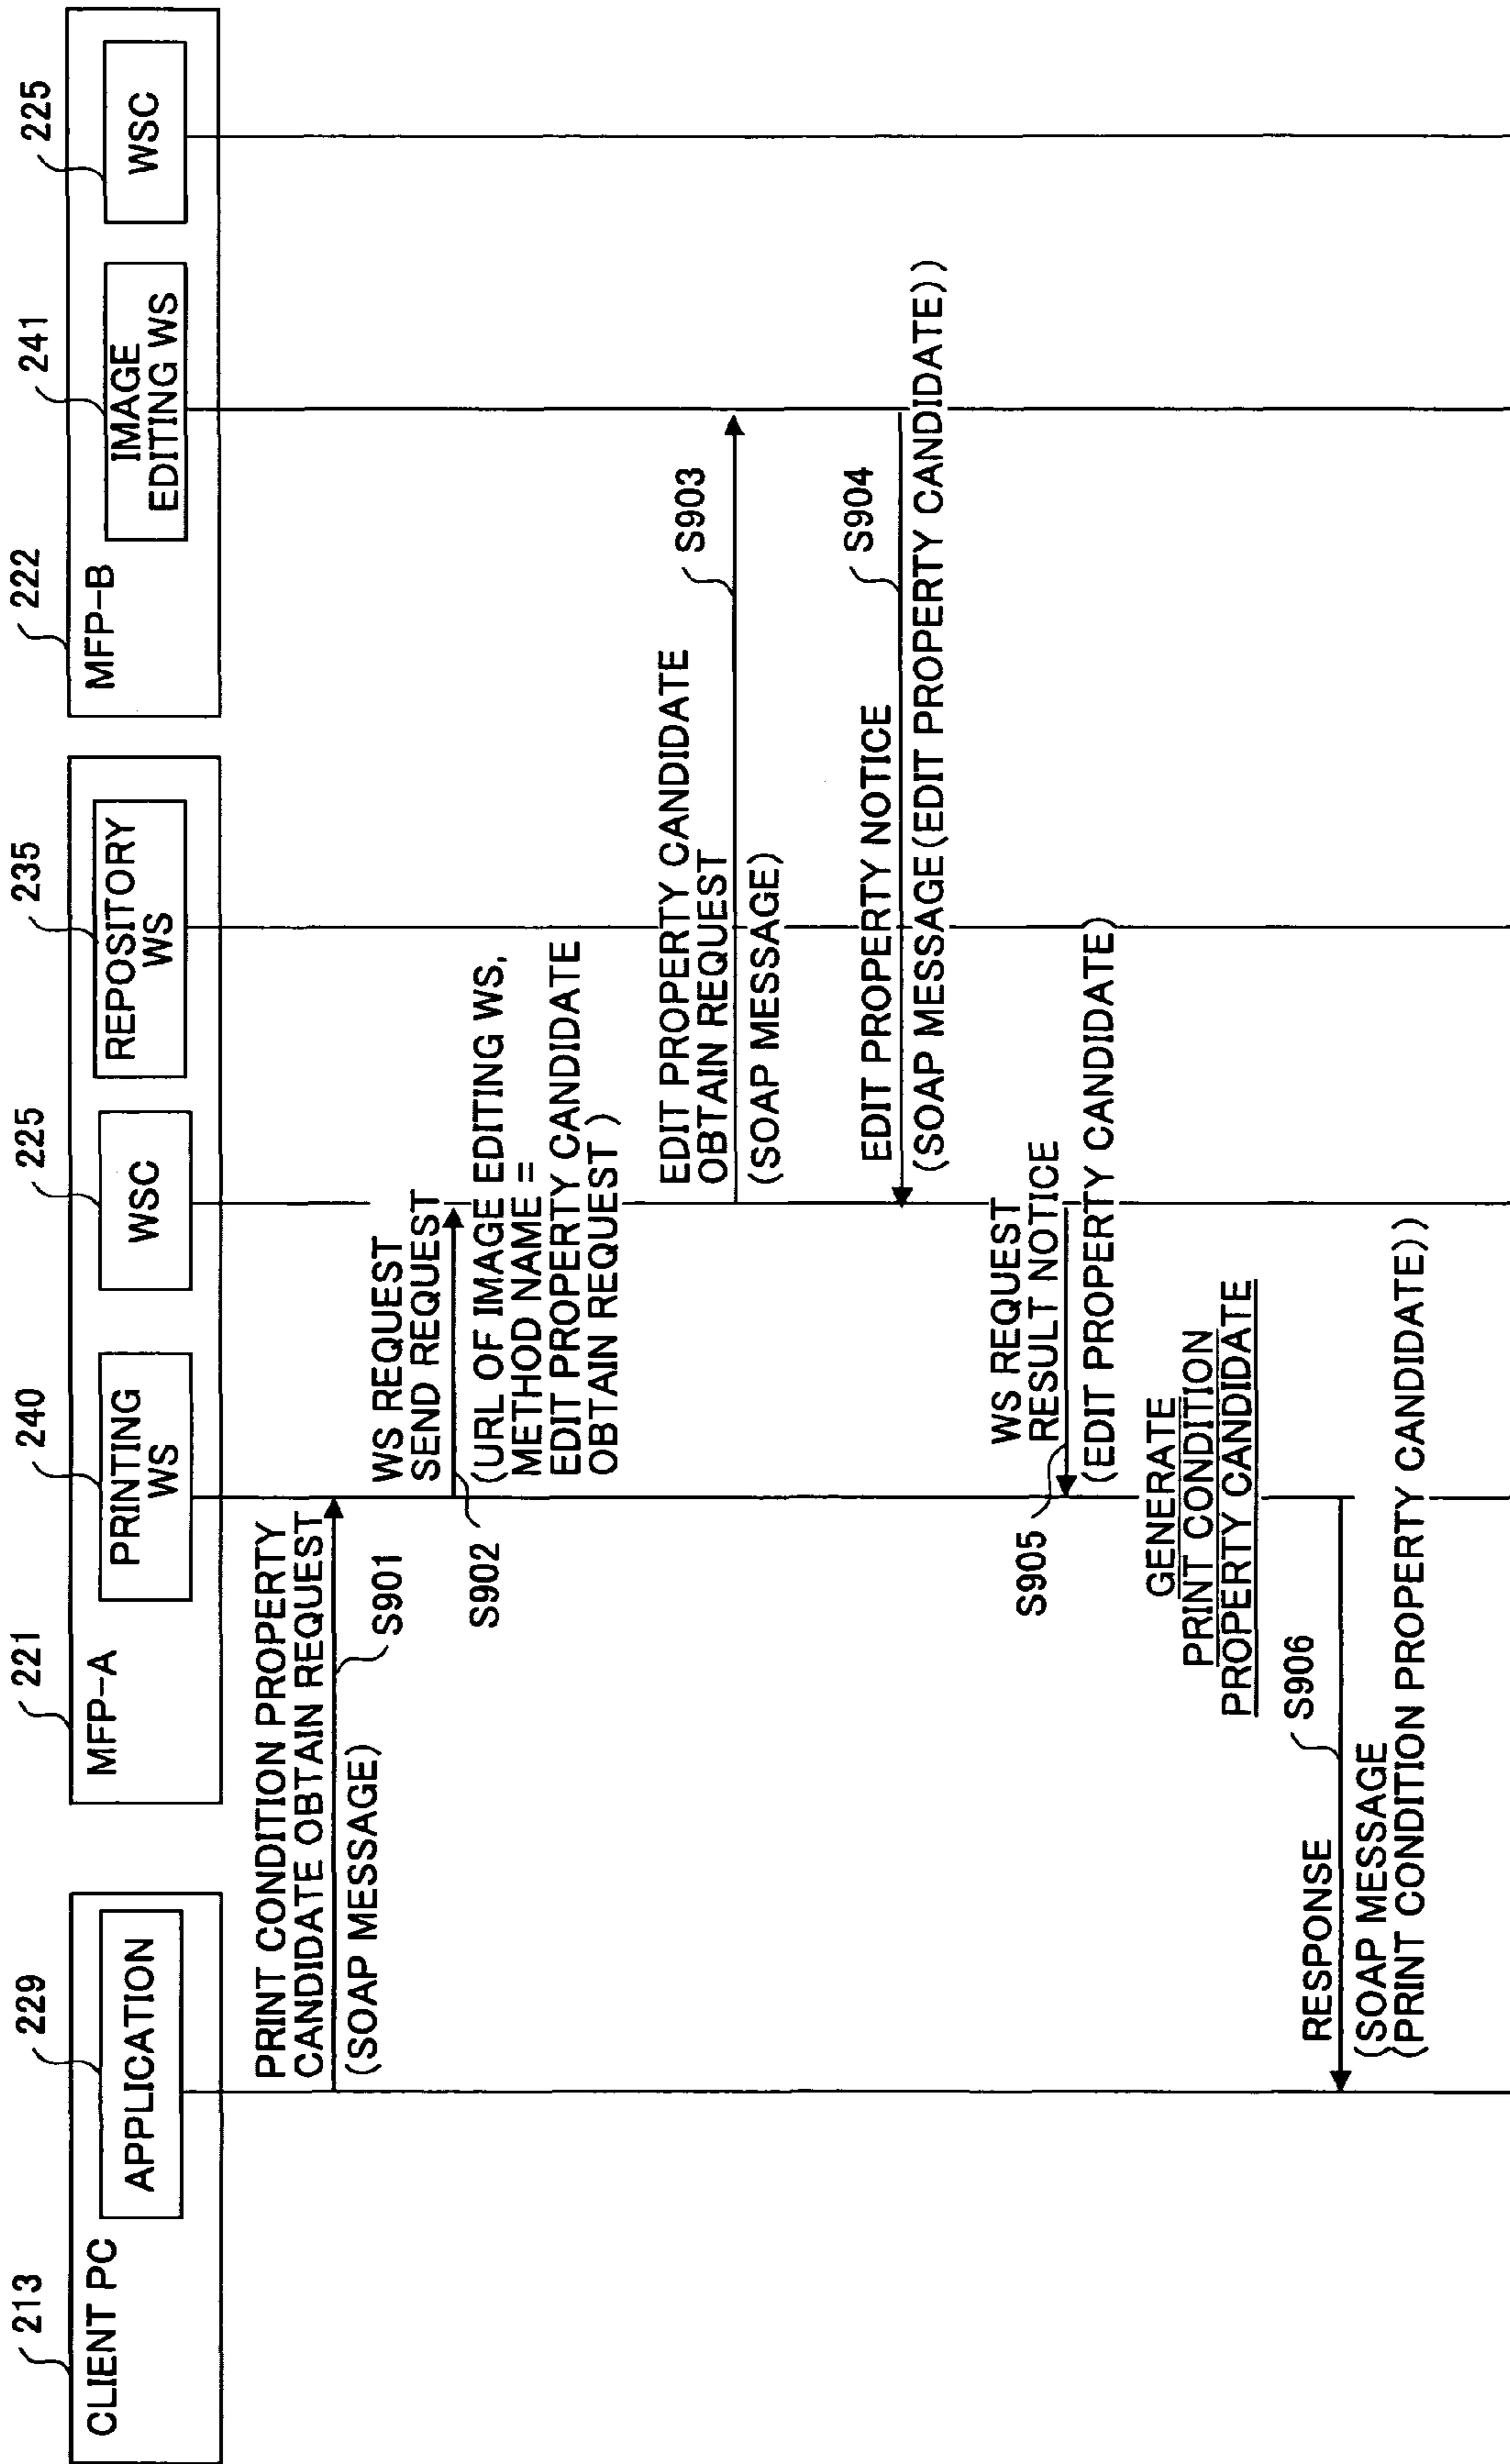 213
CLIENT PC
229
APPLICATION
221
MFP-A
240
PRINTING
WS
225
WSC
235
REPOSITORY
WS
222
MFP-B
241
IMAGE
EDITING WS
225
WSC
PRINT CONDITION PROPERTY
CANDIDATE OBTAIN REQUEST
(SOAP MESSAGE)
S901
WS REQUEST
SEND REQUEST
S902
(URL OF IMAGE EDITING WS,
METHOD NAME =
EDIT PROPERTY CANDIDATE
OBTAIN REQUEST)
EDIT PROPERTY CANDIDATE
OBTAIN REQUEST
(SOAP MESSAGE)
S903
EDIT PROPERTY NOTICE
S904
(SOAP MESSAGE(EDIT PROPERTY CANDIDATE))
WS REQUEST
RESULT NOTICE
S905
(EDIT PROPERTY CANDIDATE)
GENERATE
PRINT CONDITION
PROPERTY CANDIDATE
RESPONSE
S906
(SOAP MESSAGE
(PRINT CONDITION PROPERTY CANDIDATE))